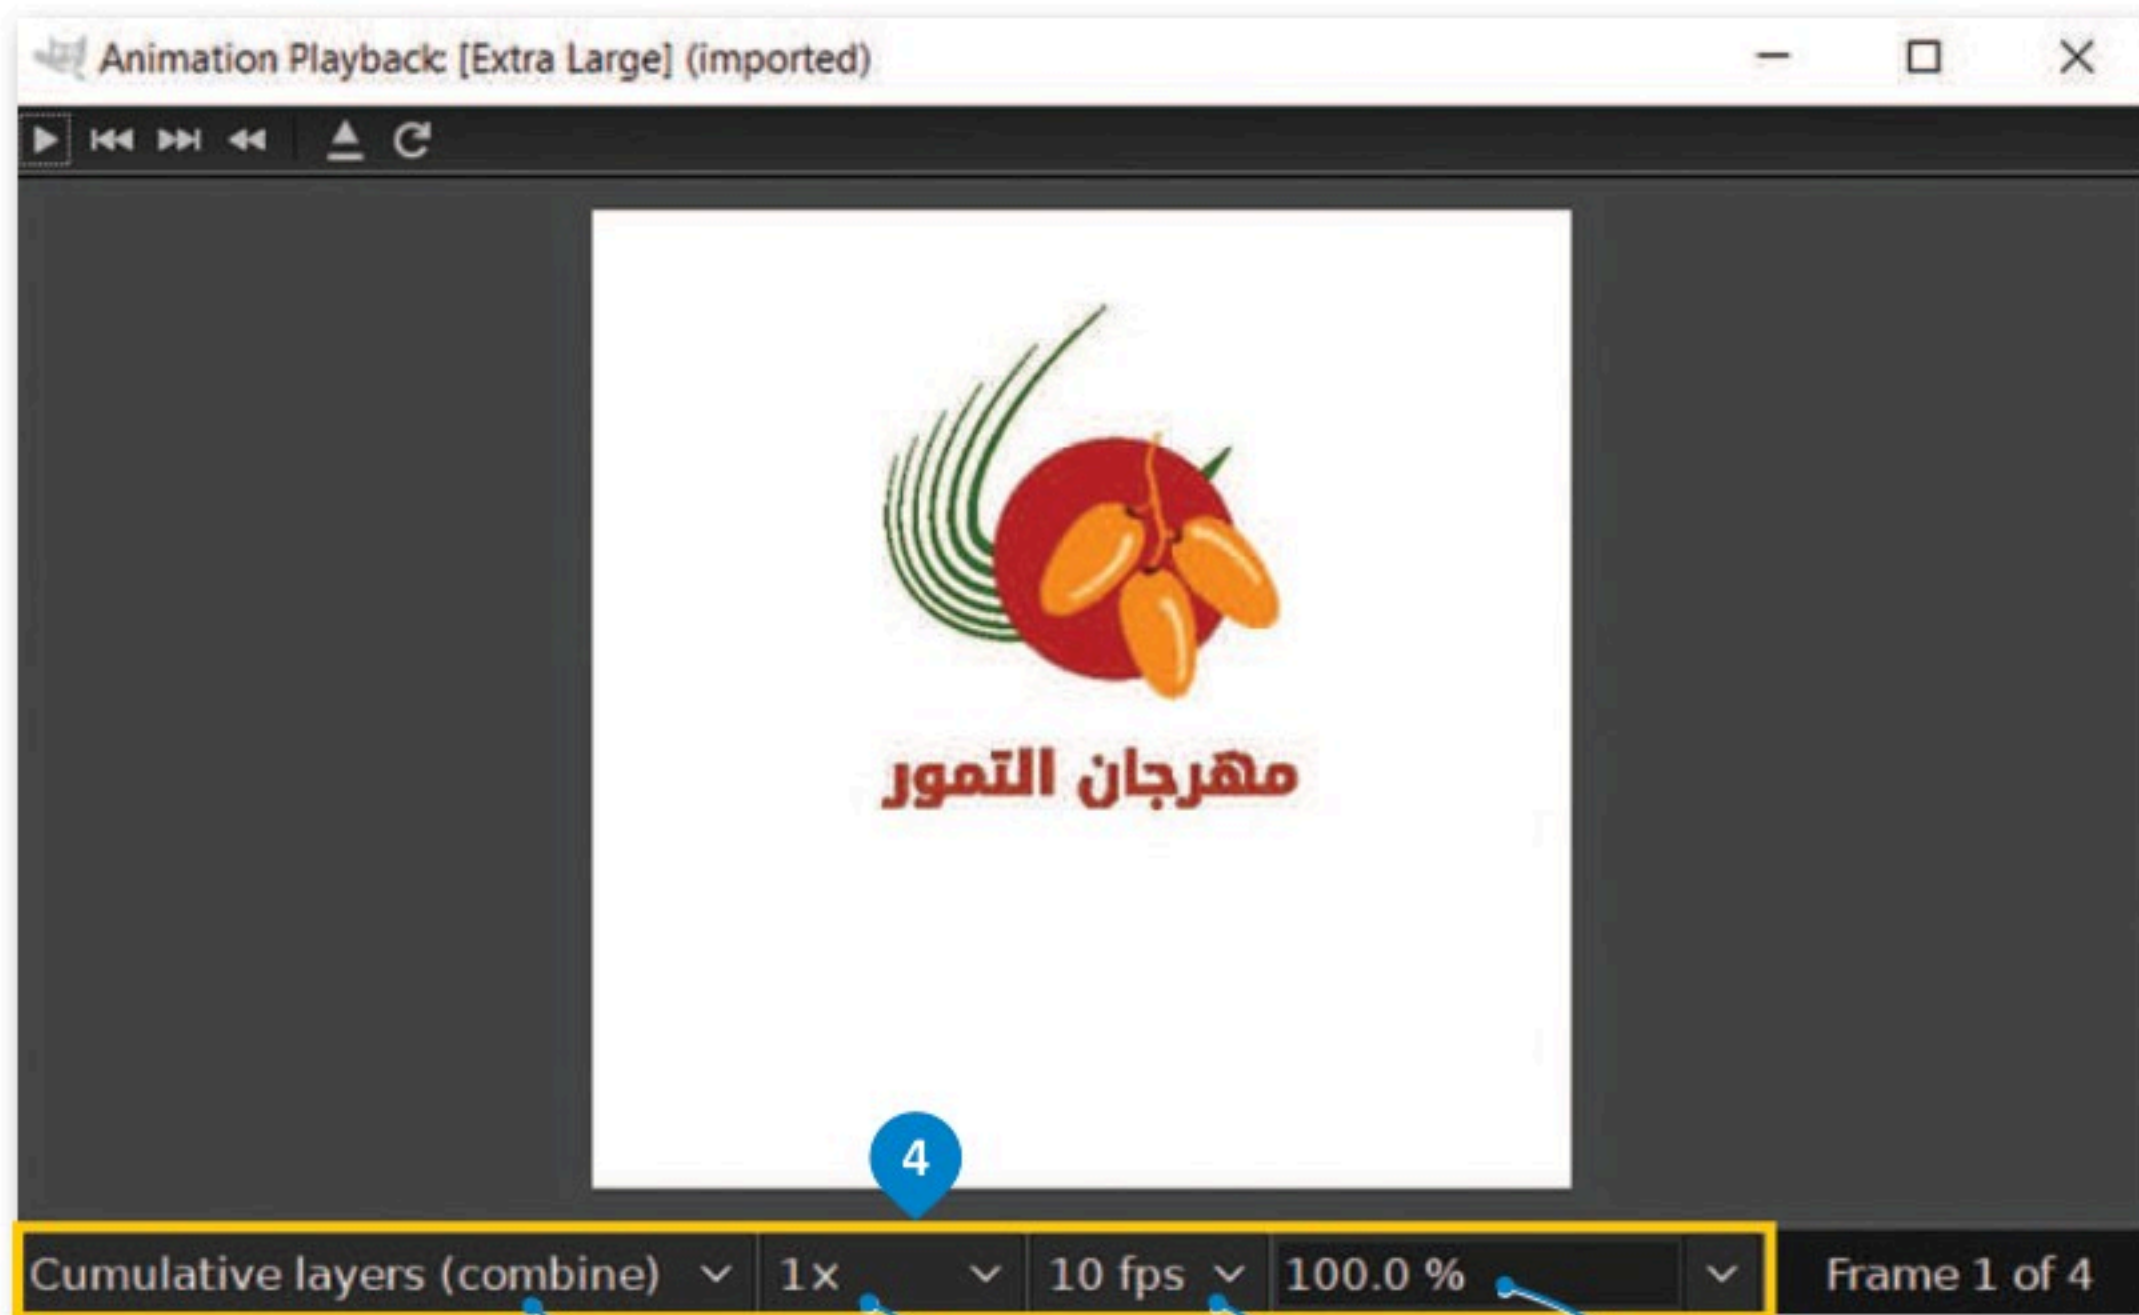 Animation Playback: [Extra Large] (imported)
مهرجان التمور
4
Cumulative layers (combine) 1x 10 fps 100.0 % Frame 1 of 4